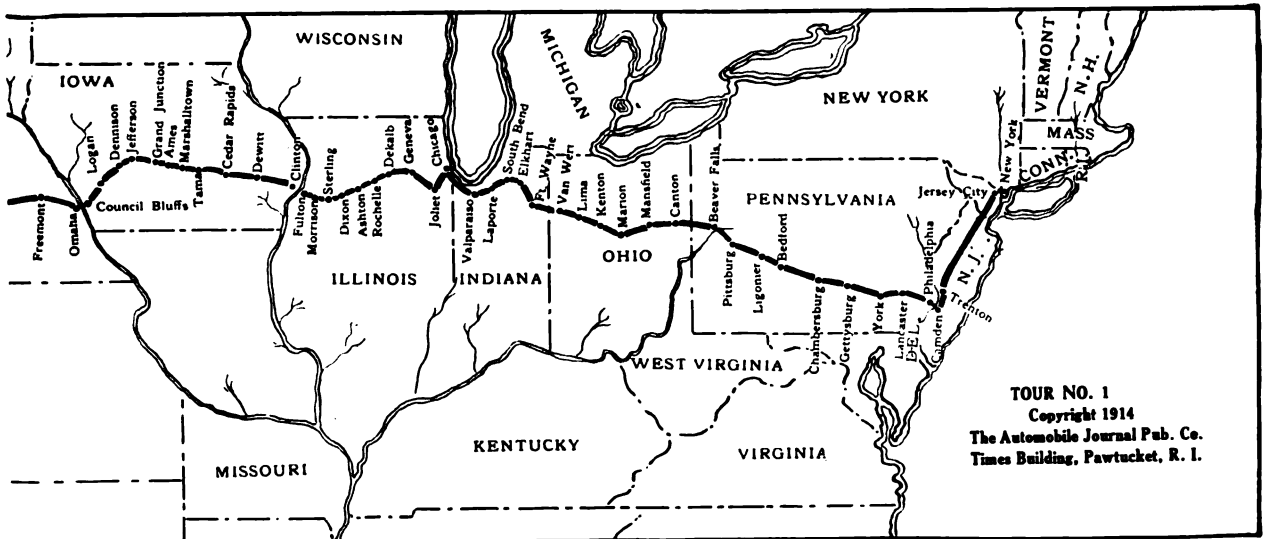 WISCONSIN
MICHIGAN
VERMONT
N. H.
IOWA
NEW YORK
MASS
CONN.
R. I.
Logan
Dennison
Jefferson
Grand Junction
Ames
Marshalltown
Tama
Cedar Rapids
Dewitt
Clinton
Fulton
Morrison
Sterling
Dixon
Ashton
Rochelle
Dekalb
Geneva
Joliet
Chicago
Valparaiso
Laporte
South Bend
Elkhart
Ft. Wayne
Van Wert
Lima
Kenton
Marion
Mansfield
Canton
Beaver Falls
Pittsburg
Ligonier
Bedford
Chambersburg
Gettysburg
York
Lancaster
Philadelphia
Camden
Trenton
Jersey City
New York
Fremont
Omaha
Council Bluffs
PENNSYLVANIA
N. J.
DEL
ILLINOIS
INDIANA
OHIO
WEST VIRGINIA
MISSOURI
KENTUCKY
VIRGINIA
TOUR NO. 1
Copyright 1914
The Automobile Journal Pub. Co.
Times Building, Pawtucket, R. I.